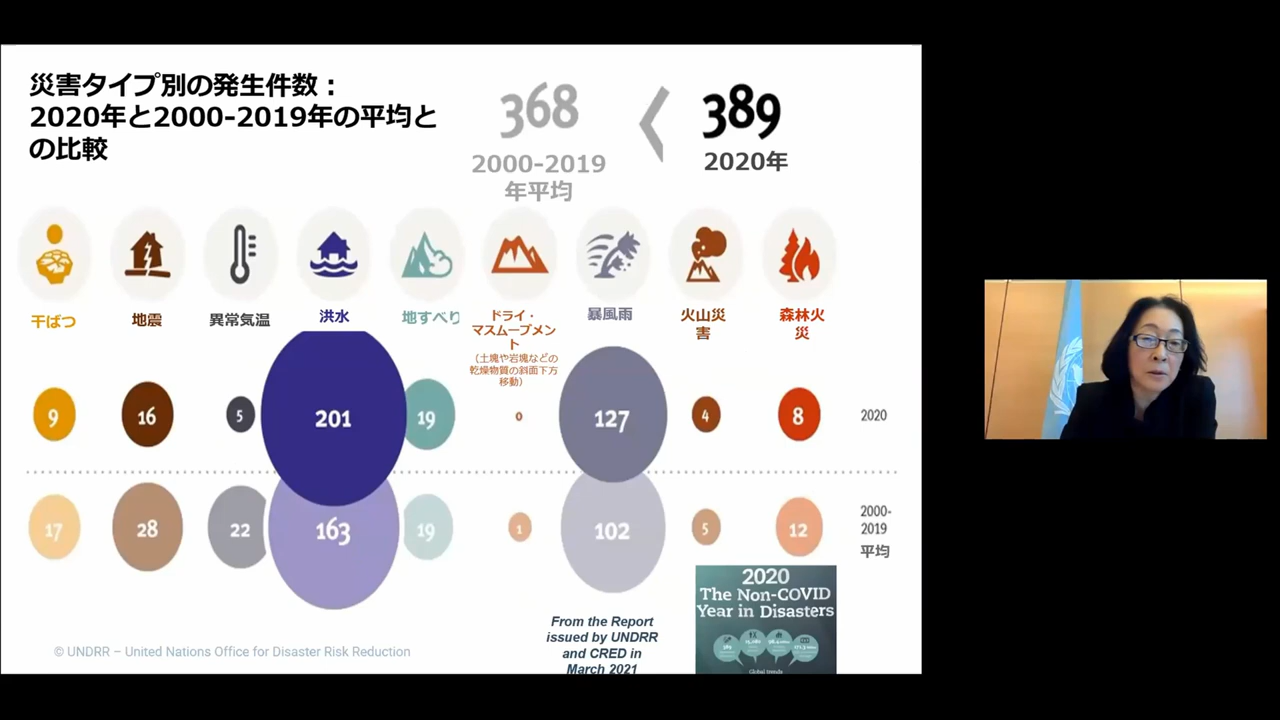 災害タイプ別の発生件数：
2020年と2000-2019年の平均と
の比較
368
2000-2019
年平均
389
2020年
干ばつ
地震
異常気温
洪水
地すべり
ドライ・
マスムーブメン
ト
（土塊や岩塊などの
乾燥物質の斜面下方
移動）
暴風雨
火山災
害
森林火
災
9
16
5
201
19
0
127
4
8
2020
17
28
22
163
19
1
102
5
12
2000-
2019
平均
2020
The Non-COVID
Year in Disasters
Global trends
From the Report
issued by UNDRR
and CRED in
March 2021
© UNDRR – United Nations Office for Disaster Risk Reduction